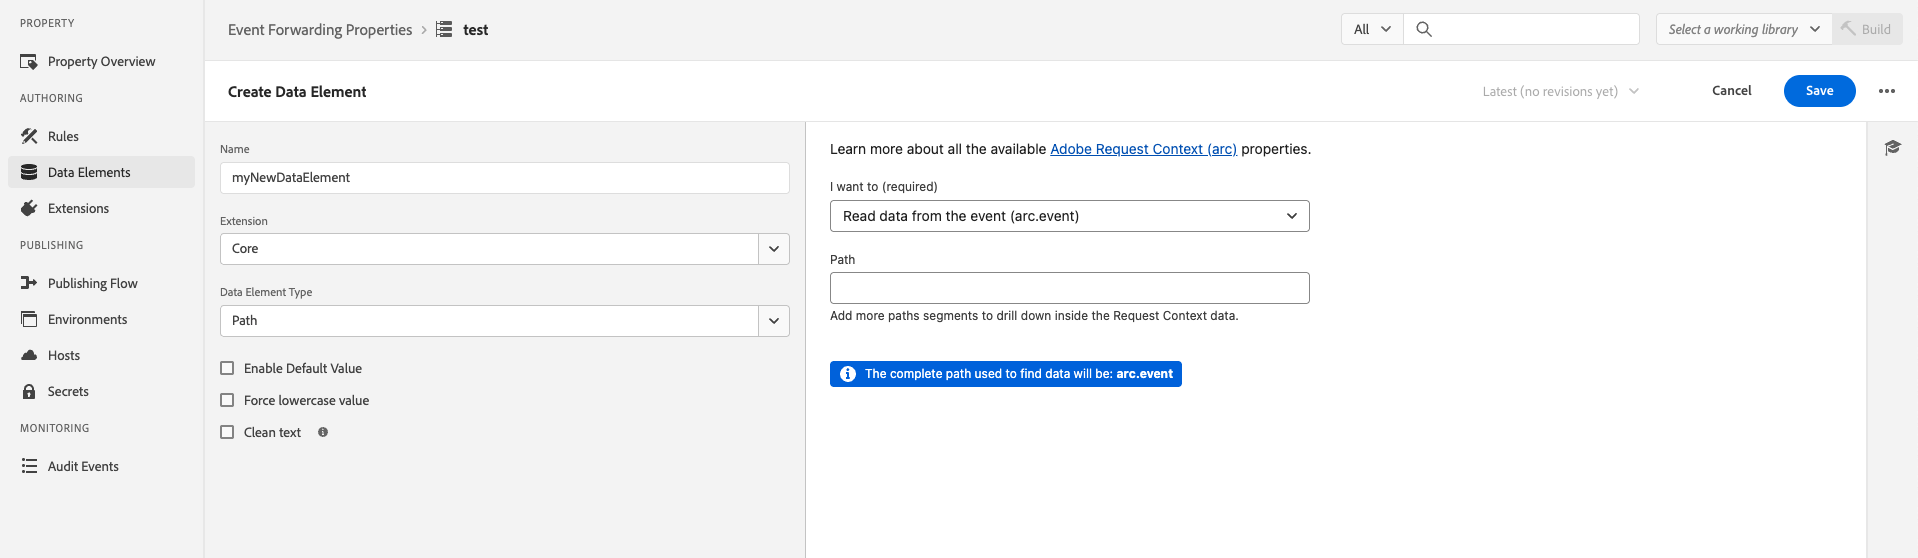 PROPERTY
Property Overview
AUTHORING
Rules
Data Elements
Extensions
PUBLISHING
Publishing Flow
Environments
Hosts
Secrets
MONITORING
Audit Events
Event Forwarding Properties > test
All
Select a working library
Build
Create Data Element
Latest (no revisions yet)
Cancel
Save
Name
myNewDataElement
Extension
Core
Data Element Type
Path
Enable Default Value
Force lowercase value
Clean text
Learn more about all the available Adobe Request Context (arc) properties.
I want to (required)
Read data from the event (arc.event)
Path
Add more paths segments to drill down inside the Request Context data.
The complete path used to find data will be: arc.event